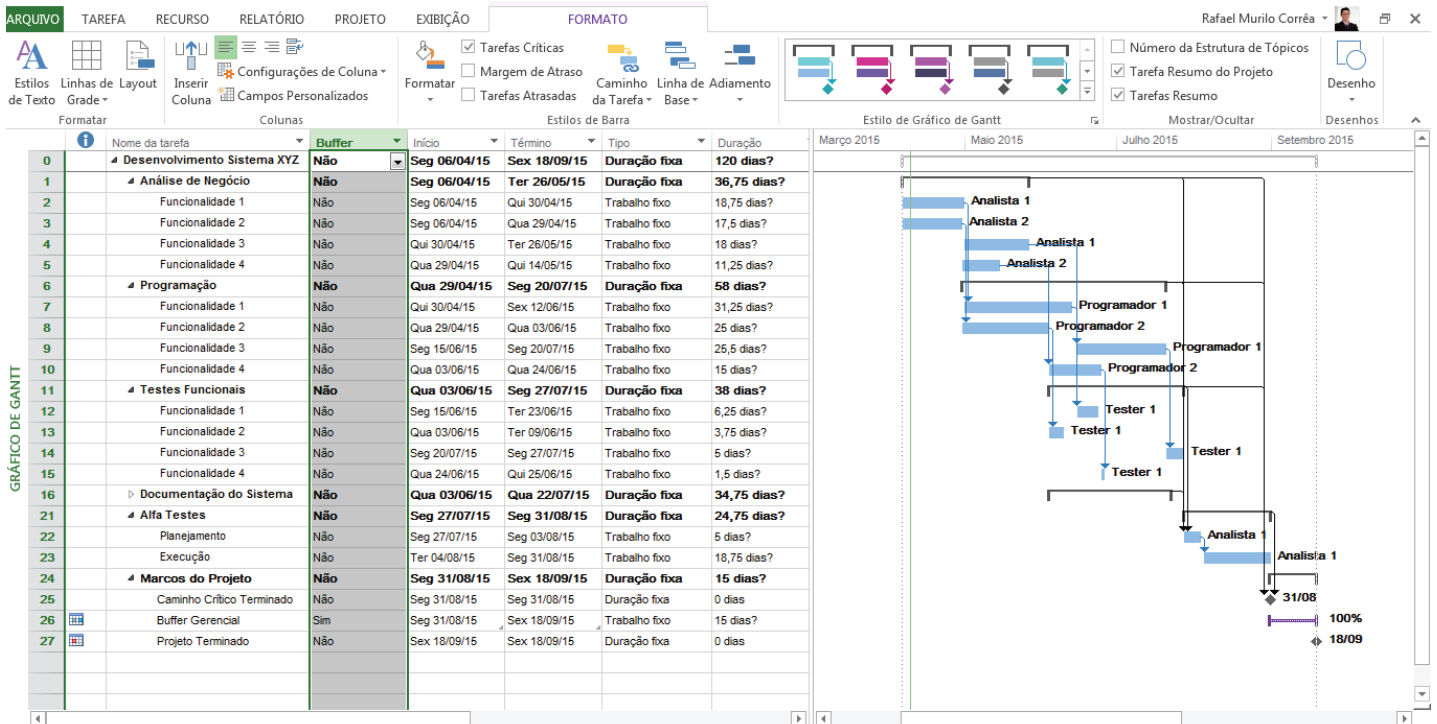 ARQUIVO TAREFA RECURSO RELATÓRIO PROJETO EXIBIÇÃO FORMATO Rafael Murilo Corrêa
Estilos de Texto Linhas de Grade Layout
Formatar
Inserir Coluna Configurações de Coluna Campos Personalizados
Colunas
Formatar Tarefas Críticas Margem de Atraso Tarefas Atrasadas Caminho da Tarefa Linha de Base Adiamento
Estilos de Barra
Estilo de Gráfico de Gantt
Número da Estrutura de Tópicos
Tarefa Resumo do Projeto
Tarefas Resumo
Mostrar/Ocultar
Desenho
Desenhos
Nome da tarefa Buffer Início Término Tipo Duração Março 2015 Maio 2015 Julho 2015 Setembro 2015
0 Desenvolvimento Sistema XYZ Não Seg 06/04/15 Sex 18/09/15 Duração fixa 120 dias?
1 Análise de Negócio Não Seg 06/04/15 Ter 26/05/15 Duração fixa 36,75 dias?
2 Funcionalidade 1 Não Seg 06/04/15 Qui 30/04/15 Trabalho fixo 18,75 dias? Analista 1
3 Funcionalidade 2 Não Seg 06/04/15 Qua 29/04/15 Trabalho fixo 17,5 dias? Analista 2
4 Funcionalidade 3 Não Qui 30/04/15 Ter 26/05/15 Trabalho fixo 18 dias? Analista 1
5 Funcionalidade 4 Não Qua 29/04/15 Qui 14/05/15 Trabalho fixo 11,25 dias? Analista 2
6 Programação Não Qua 29/04/15 Seg 20/07/15 Duração fixa 58 dias?
7 Funcionalidade 1 Não Qui 30/04/15 Sex 12/06/15 Trabalho fixo 31,25 dias? Programador 1
8 Funcionalidade 2 Não Qua 29/04/15 Qua 03/06/15 Trabalho fixo 25 dias? Programador 2
9 Funcionalidade 3 Não Seg 15/06/15 Seg 20/07/15 Trabalho fixo 25,5 dias? Programador 1
10 Funcionalidade 4 Não Qua 03/06/15 Qua 24/06/15 Trabalho fixo 15 dias? Programador 2
11 Testes Funcionais Não Qua 03/06/15 Seg 27/07/15 Duração fixa 38 dias?
12 Funcionalidade 1 Não Seg 15/06/15 Ter 23/06/15 Trabalho fixo 6,25 dias? Tester 1
13 Funcionalidade 2 Não Qua 03/06/15 Ter 09/06/15 Trabalho fixo 3,75 dias? Tester 1
14 Funcionalidade 3 Não Seg 20/07/15 Seg 27/07/15 Trabalho fixo 5 dias? Tester 1
15 Funcionalidade 4 Não Qua 24/06/15 Qui 25/06/15 Trabalho fixo 1,5 dias? Tester 1
16 Documentação do Sistema Não Qua 03/06/15 Qua 22/07/15 Duração fixa 34,75 dias?
21 Alfa Testes Não Seg 27/07/15 Seg 31/08/15 Duração fixa 24,75 dias?
22 Planejamento Não Seg 27/07/15 Seg 03/08/15 Trabalho fixo 5 dias? Analista 1
23 Execução Não Ter 04/08/15 Seg 31/08/15 Trabalho fixo 18,75 dias? Analista 1
24 Marcos do Projeto Não Seg 31/08/15 Sex 18/09/15 Duração fixa 15 dias?
25 Caminho Crítico Terminado Não Seg 31/08/15 Seg 31/08/15 Duração fixa 0 dias 31/08
26 Buffer Gerencial Sim Seg 31/08/15 Sex 18/09/15 Trabalho fixo 15 dias? 100%
27 Projeto Terminado Não Sex 18/09/15 Sex 18/09/15 Duração fixa 0 dias 18/09
GRÁFICO DE GANTT